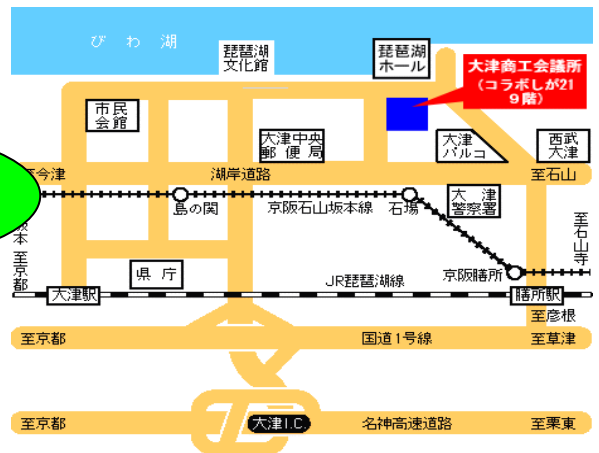 びわ湖
琵琶湖
文化館
琵琶湖
ホール
大津商工会議所
(コラボしが21
9階)
市民
会館
大津中央
郵便局
大津
パルコ
西武
大津
至今津
湖岸道路
至石山
島の関
京阪石山坂本線
石場
大津
警察署
至石山寺
坂本
至京都
県庁
JR琵琶湖線
京阪膳所
大津駅
膳所駅
至彦根
至京都
国道1号線
至草津
至京都
大津I.C.
名神高速道路
至栗東